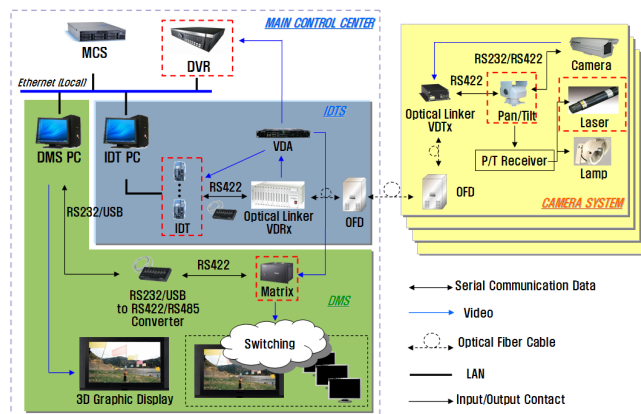 MAIN CONTROL CENTER
MCS
DVR
Ethernet (Local)
IDTS
DMS PC
IDT PC
VDA
RS422
IDT
Optical Linker
VDRx
OFD
RS232/USB
RS232/USB
to RS422/RS485
Converter
RS422
Matrix
DMS
Switching
3D Graphic Display
RS232/RS422
Camera
RS422
Optical Linker
VDTx
Pan/Tilt
Laser
P/T Receiver
Lamp
OFD
CAMERA SYSTEM
Serial Communication Data
Video
Optical Fiber Cable
LAN
Input/Output Contact